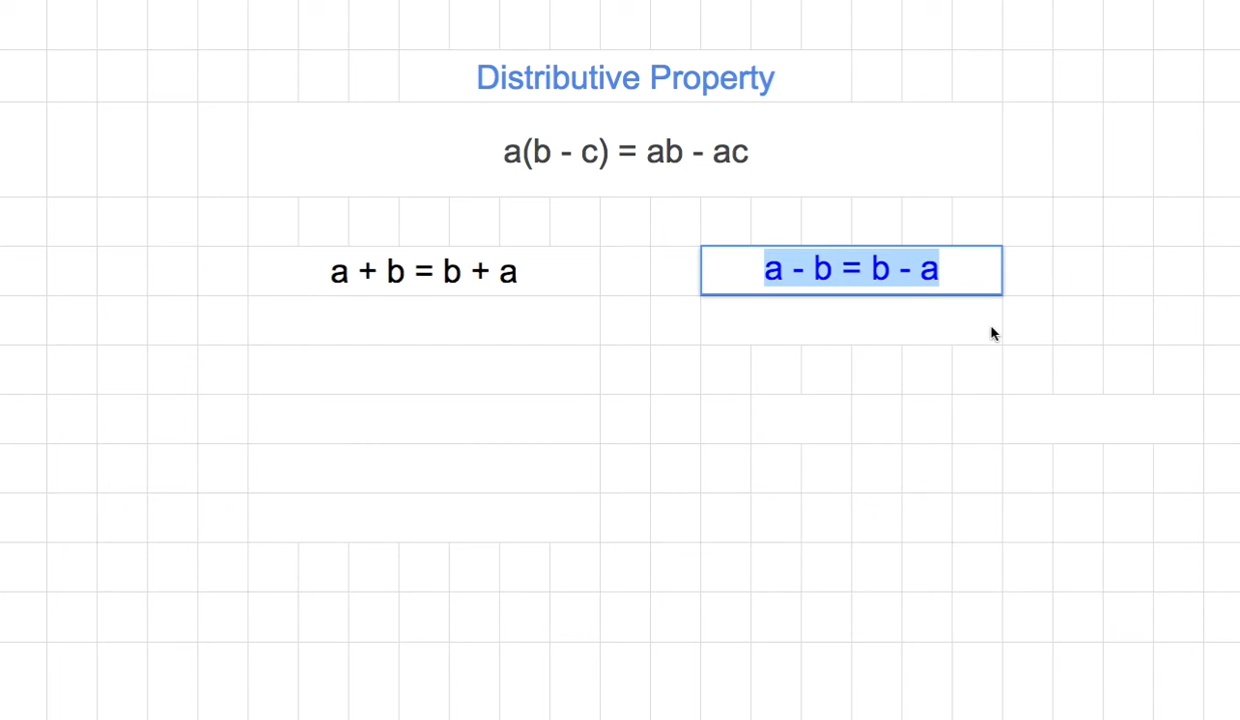 Distributive Property
a(b - c) = ab - ac
a + b = b + a
a - b = b - a